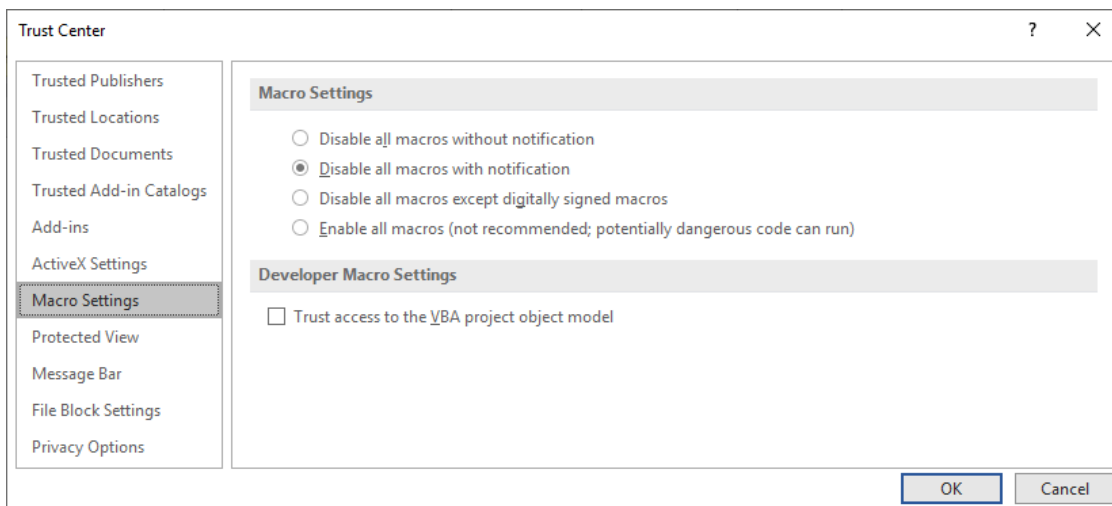 Trust Center
?
Trusted Publishers
Trusted Locations
Trusted Documents
Trusted Add-in Catalogs
Add-ins
ActiveX Settings
Macro Settings
Protected View
Message Bar
File Block Settings
Privacy Options
Macro Settings
Disable all macros without notification
Disable all macros with notification
Disable all macros except digitally signed macros
Enable all macros (not recommended; potentially dangerous code can run)
Developer Macro Settings
Trust access to the VBA project object model
OK
Cancel